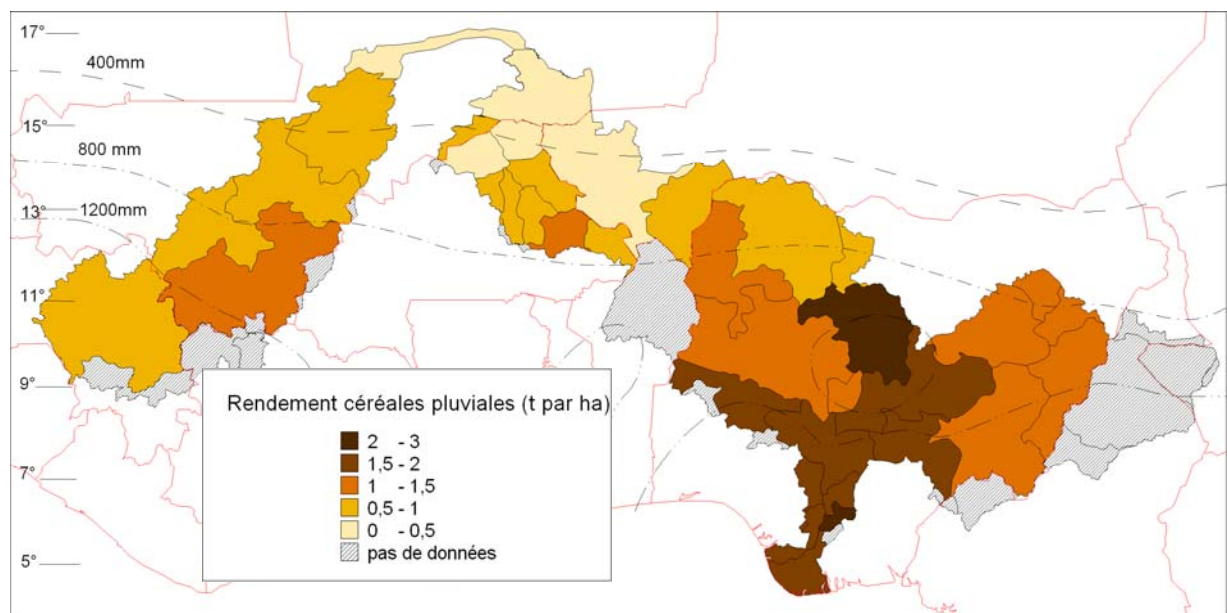 17°
400mm
15°
800 mm
13°
1200mm
11°
9°
Rendement céréales pluviales (t par ha)
2 - 3
1,5 - 2
1 - 1,5
0,5 - 1
0 - 0,5
pas de données
7°
5°